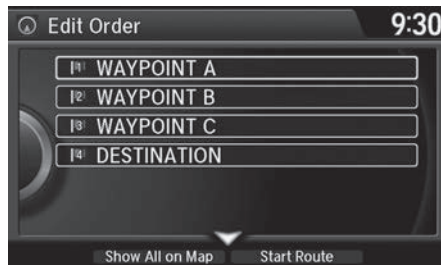 Edit Order
9:30
1 WAYPOINT A
2 WAYPOINT B
3 WAYPOINT C
4 DESTINATION
Show All on Map Start Route